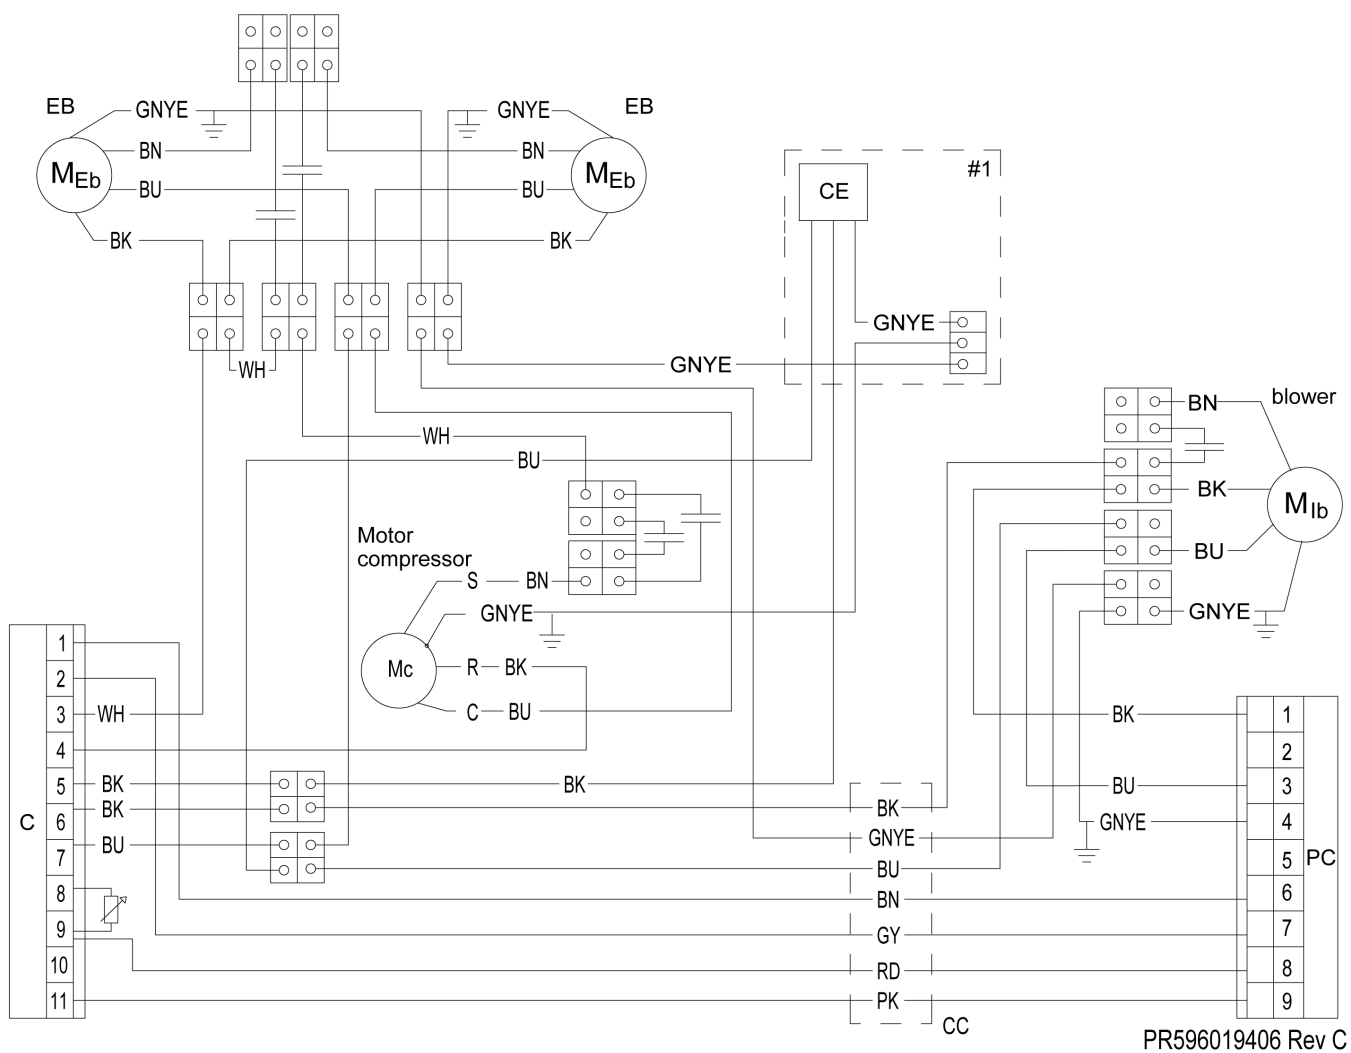 EB
GNYE
GNYE
EB
BN
BN
#1
MEb
BU
BU
MEb
CE
BK
BK
GNYE
WH
GNYE
BN
blower
WH
BU
BK
MIb
Motor
compressor
BU
S
BN
GNYE
GNYE
Mc
R
BK
C
BU
C
1
2
3
WH
4
5
BK
6
BK
7
BU
8
9
10
11
BK
BK
GNYE
BU
BN
GY
RD
PK
CC
BK
BU
GNYE
1
2
3
4
5
6
7
8
9
PC
PR596019406 Rev C